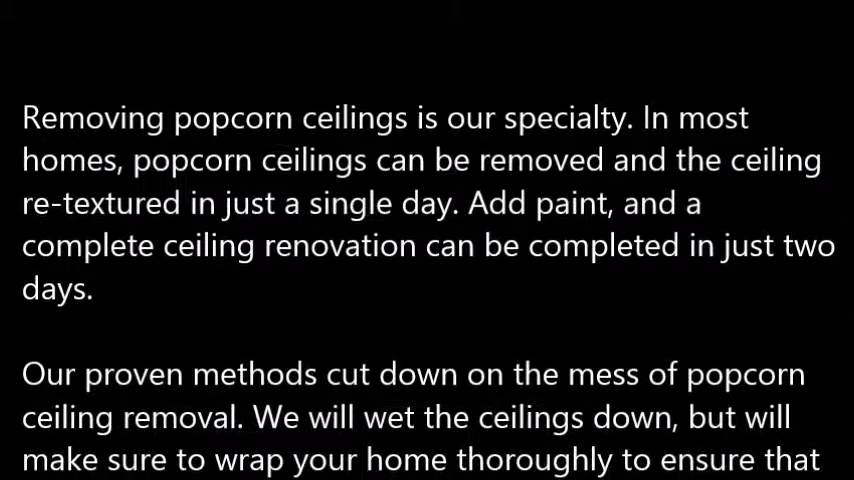 Removing popcorn ceilings is our specialty. In most
homes, popcorn ceilings can be removed and the ceiling
re-textured in just a single day. Add paint, and a
complete ceiling renovation can be completed in just two
days.
Our proven methods cut down on the mess of popcorn
ceiling removal. We will wet the ceilings down, but will
make sure to wrap your home thoroughly to ensure that